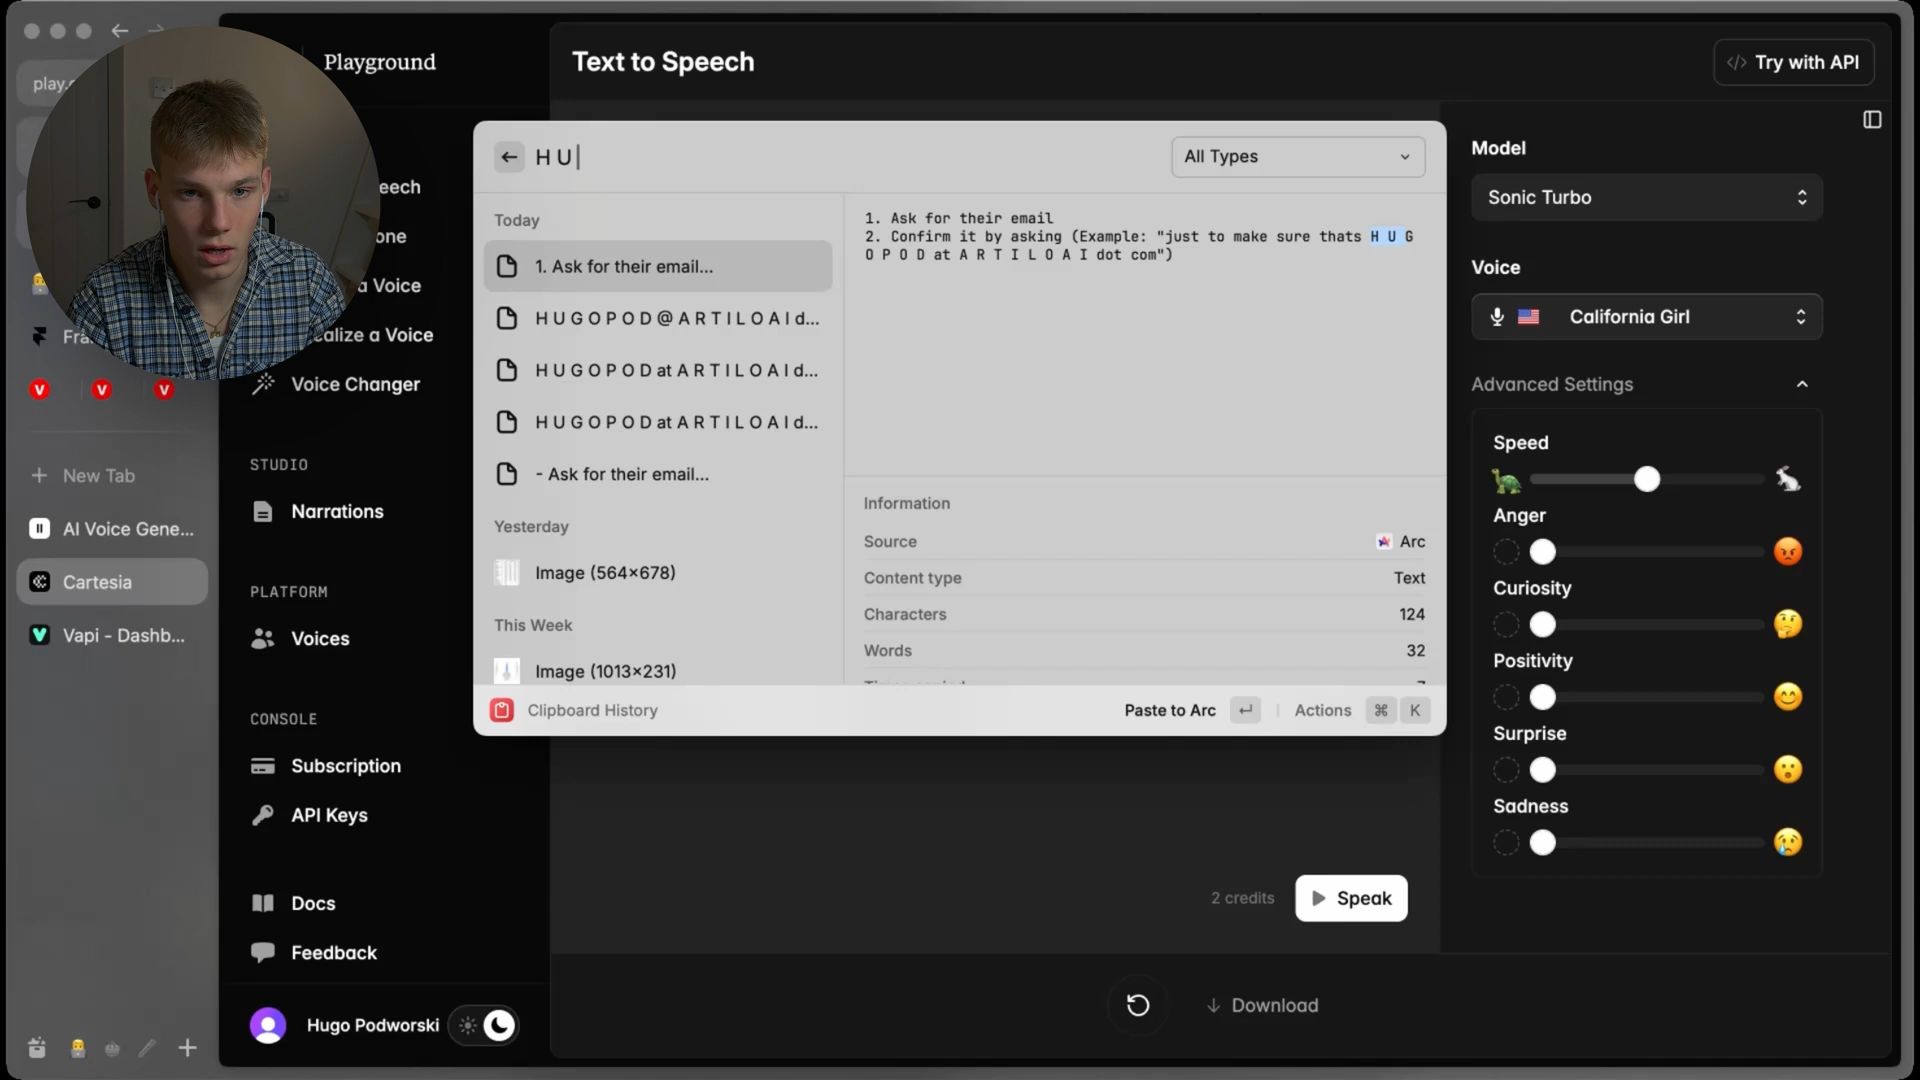 Playground
Text to Speech
Try with API
H U
All Types
Today
1. Ask for their email...
H U G O P O D @ A R T I L O A I d...
H U G O P O D at A R T I L O A I d...
H U G O P O D at A R T I L O A I d...
- Ask for their email...
Yesterday
Image (564×678)
This Week
Image (1013×231)
1. Ask for their email
2. Confirm it by asking (Example: "just to make sure thats H U G
O P O D at A R T I L O A I dot com")
Information
Source
Arc
Content type
Text
Characters
124
Words
32
Clipboard History
Paste to Arc
Actions
⌘
K
Model
Sonic Turbo
Voice
California Girl
Advanced Settings
Speed
Anger
Curiosity
Positivity
Surprise
Sadness
2 credits
Speak
Download
Voice Changer
STUDIO
Narrations
PLATFORM
Voices
CONSOLE
Subscription
API Keys
Docs
Feedback
Hugo Podworski
New Tab
AI Voice Gene...
Cartesia
Vapi - Dashb...